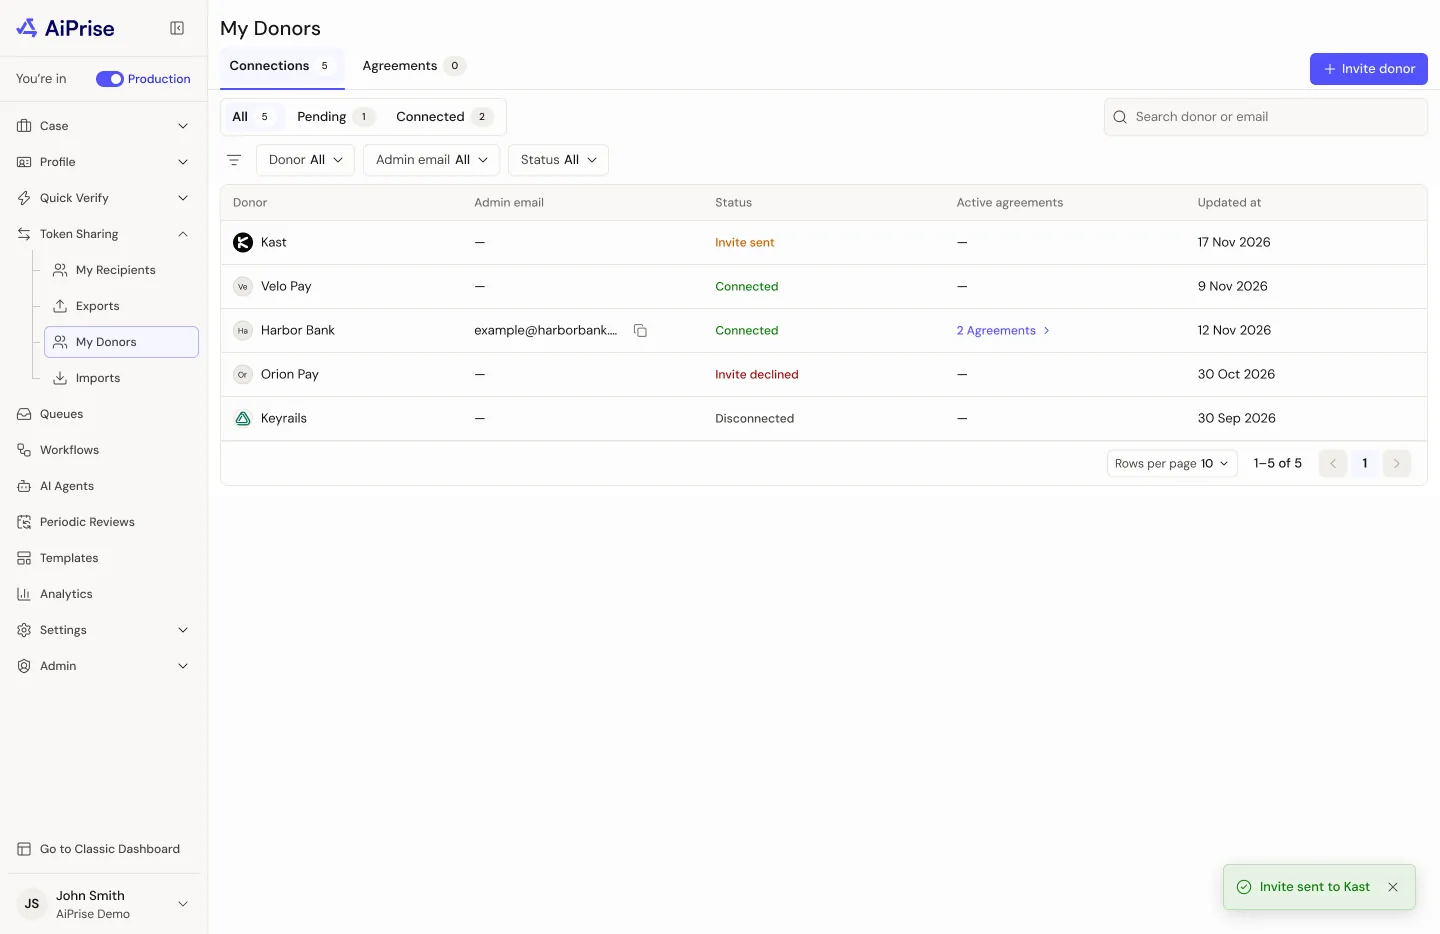 AiPrise
You're in Production
Case
Profile
Quick Verify
Token Sharing
My Recipients
Exports
My Donors
Imports
Queues
Workflows
AI Agents
Periodic Reviews
Templates
Analytics
Settings
Admin
Go to Classic Dashboard
JS John Smith
AiPrise Demo
My Donors
Connections 5 Agreements 0
+ Invite donor
All 5 Pending 1 Connected 2
Search donor or email
Donor All Admin email All Status All
Donor Admin email Status Active agreements Updated at
Kast — Invite sent — 17 Nov 2026
Ve Velo Pay — Connected — 9 Nov 2026
Ha Harbor Bank example@harborbank.... Connected 2 Agreements 12 Nov 2026
Or Orion Pay — Invite declined — 30 Oct 2026
Keyrails — Disconnected — 30 Sep 2026
Rows per page 10 1–5 of 5 1
Invite sent to Kast